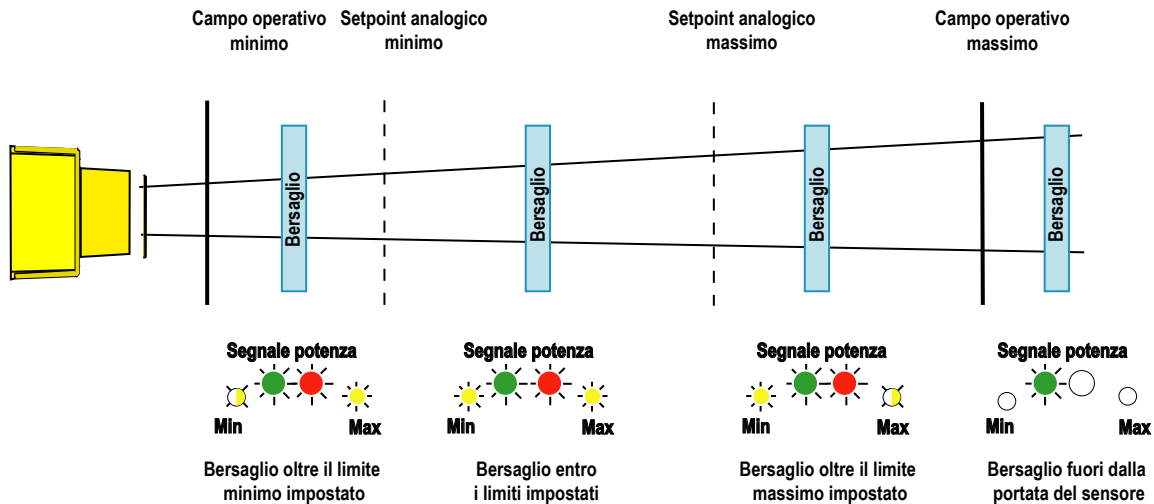 Campo operativo
minimo
Setpoint analogico
minimo
Setpoint analogico
massimo
Campo operativo
massimo
Bersaglio
Bersaglio
Bersaglio
Bersaglio
Segnale potenza
Min
Max
Segnale potenza
Min
Max
Segnale potenza
Min
Max
Segnale potenza
Min
Max
Bersaglio oltre il limite
minimo impostato
Bersaglio entro
i limiti impostati
Bersaglio oltre il limite
massimo impostato
Bersaglio fuori dalla
portata del sensore